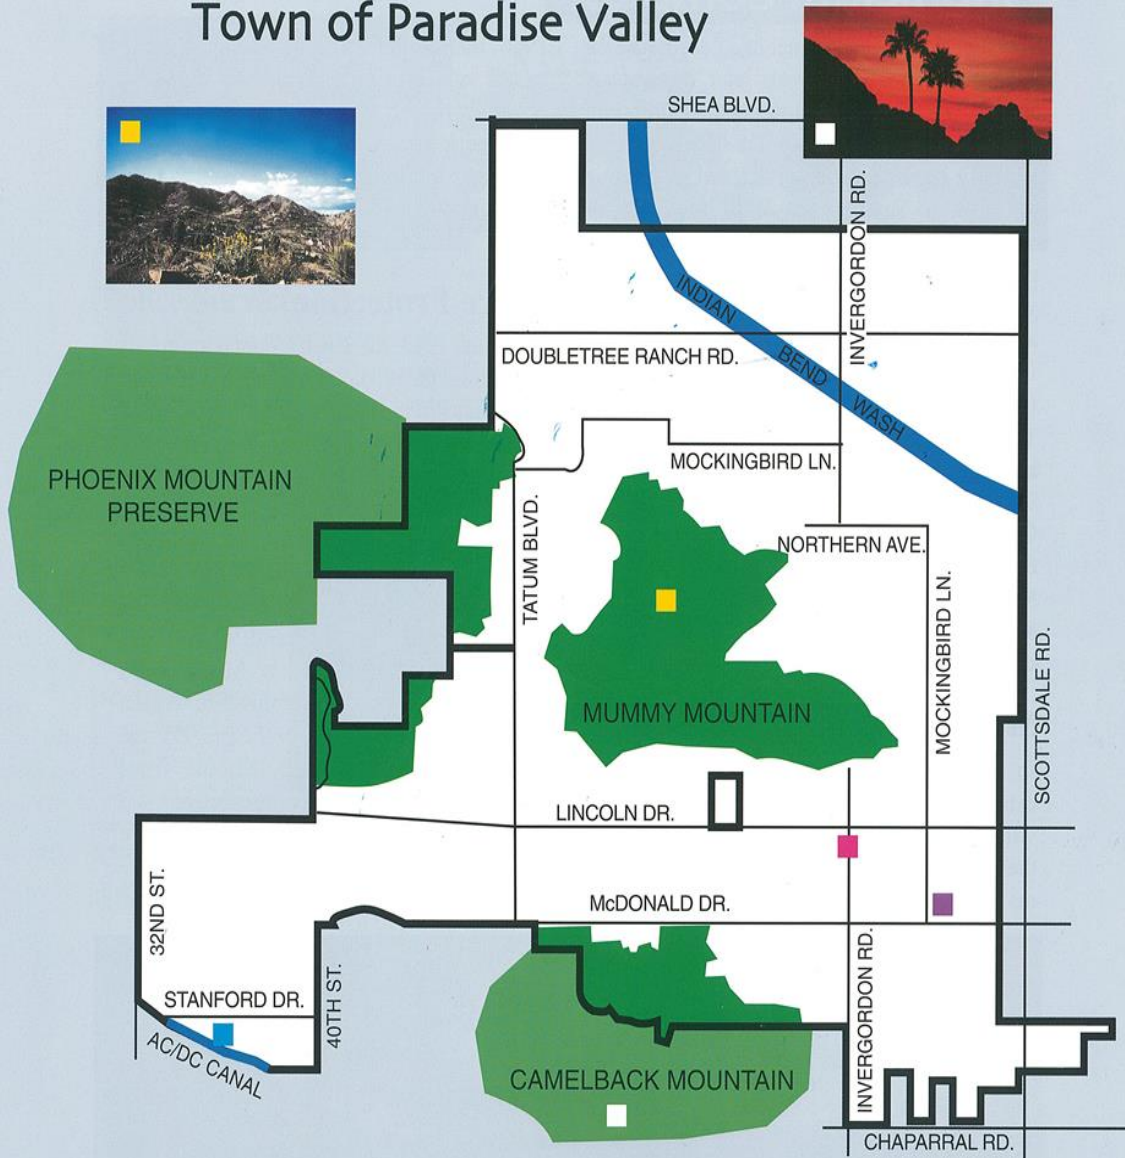 Town of Paradise Valley
SHEA BLVD.
INVERGORDON RD.
INDIAN BEND WASH
DOUBLETREE RANCH RD.
MOCKINGBIRD LN.
PHOENIX MOUNTAIN
PRESERVE
TATUM BLVD.
NORTHERN AVE.
MOCKINGBIRD LN.
SCOTTSDALE RD.
MUMMY MOUNTAIN
LINCOLN DR.
32ND ST.
McDONALD DR.
STANFORD DR.
40TH ST.
INVERGORDON RD.
AC/DC CANAL
CAMELBACK MOUNTAIN
CHAPARRAL RD.